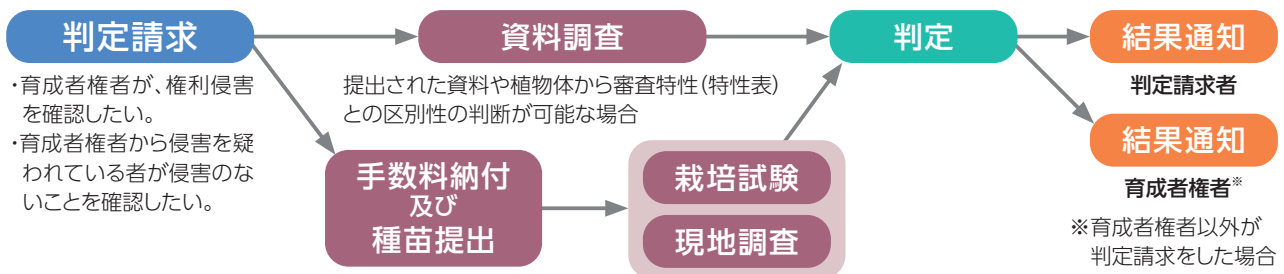 判定請求
・育成者権者が、権利侵害
を確認したい。
・育成者権者から侵害を疑
われている者が侵害のな
いことを確認したい。
資料調査
提出された資料や植物体から審査特性(特性表)
との区別性の判断が可能な場合
手数料納付
及び
種苗提出
栽培試験
現地調査
判定
結果通知
判定請求者
結果通知
育成者権者※
※育成者権者以外が
判定請求をした場合